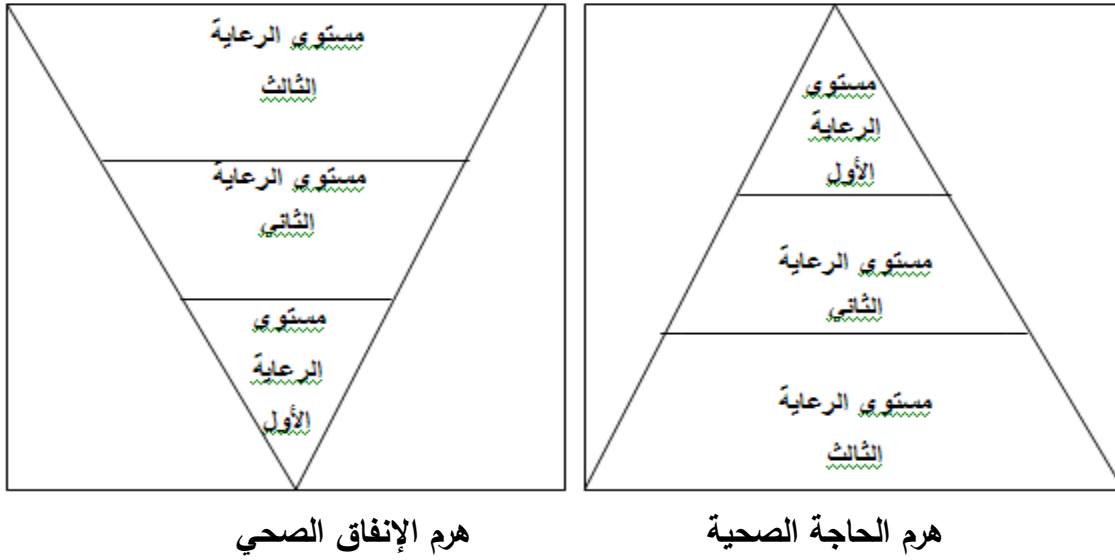 مستوى
الرعاية
الأول
مستوى الرعاية
الثاني
مستوى الرعاية
الثالث
هرم الحاجة الصحية
مستوى الرعاية
الثالث
مستوى الرعاية
الثاني
مستوى
الرعاية
الأول
هرم الإنفاق الصحي